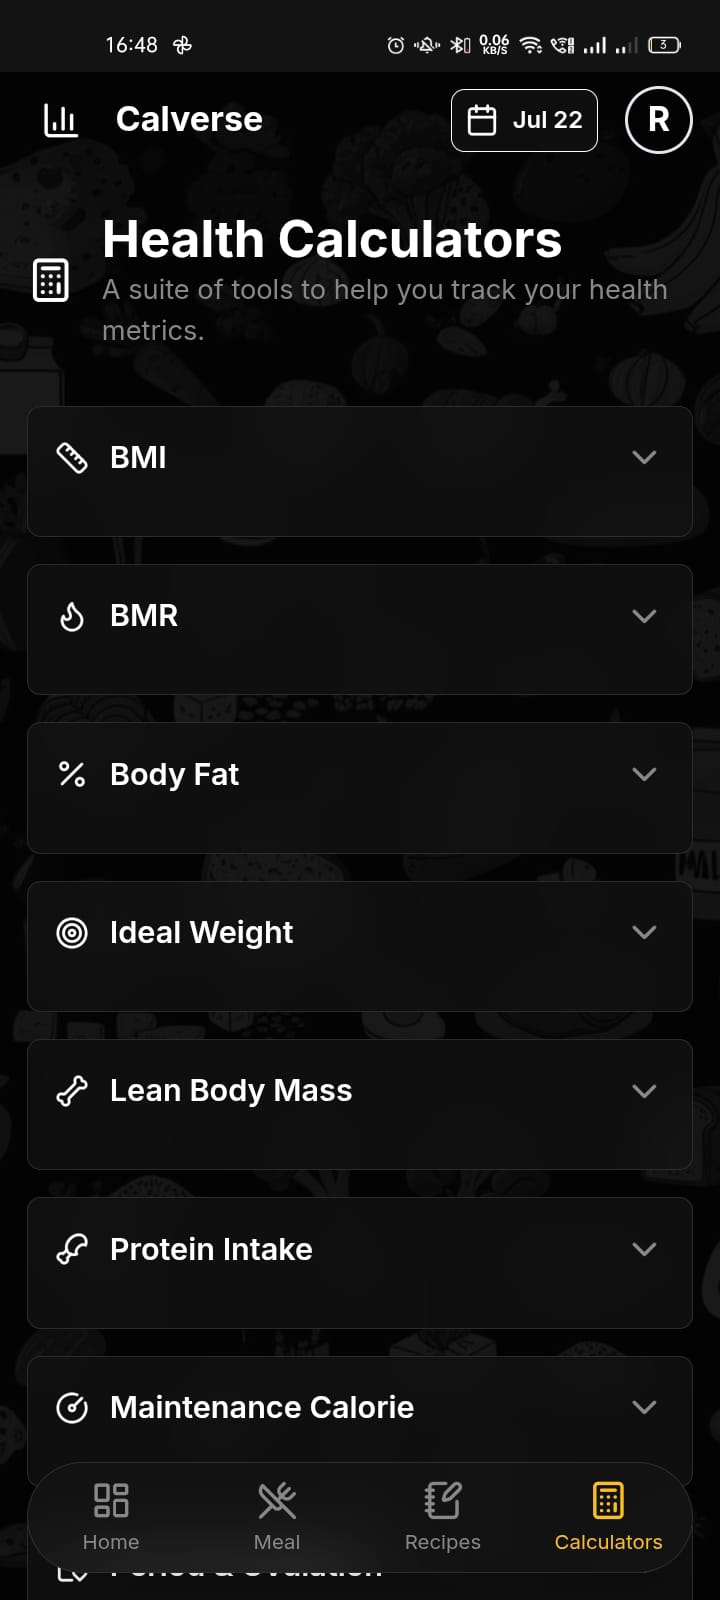 16:48 0.06 KB/S 3
Calverse Jul 22 R
Health Calculators
A suite of tools to help you track your health
metrics.
BMI
BMR
Body Fat
Ideal Weight
Lean Body Mass
Protein Intake
Maintenance Calorie
Home Meal Recipes Calculators
Period & Ovulation